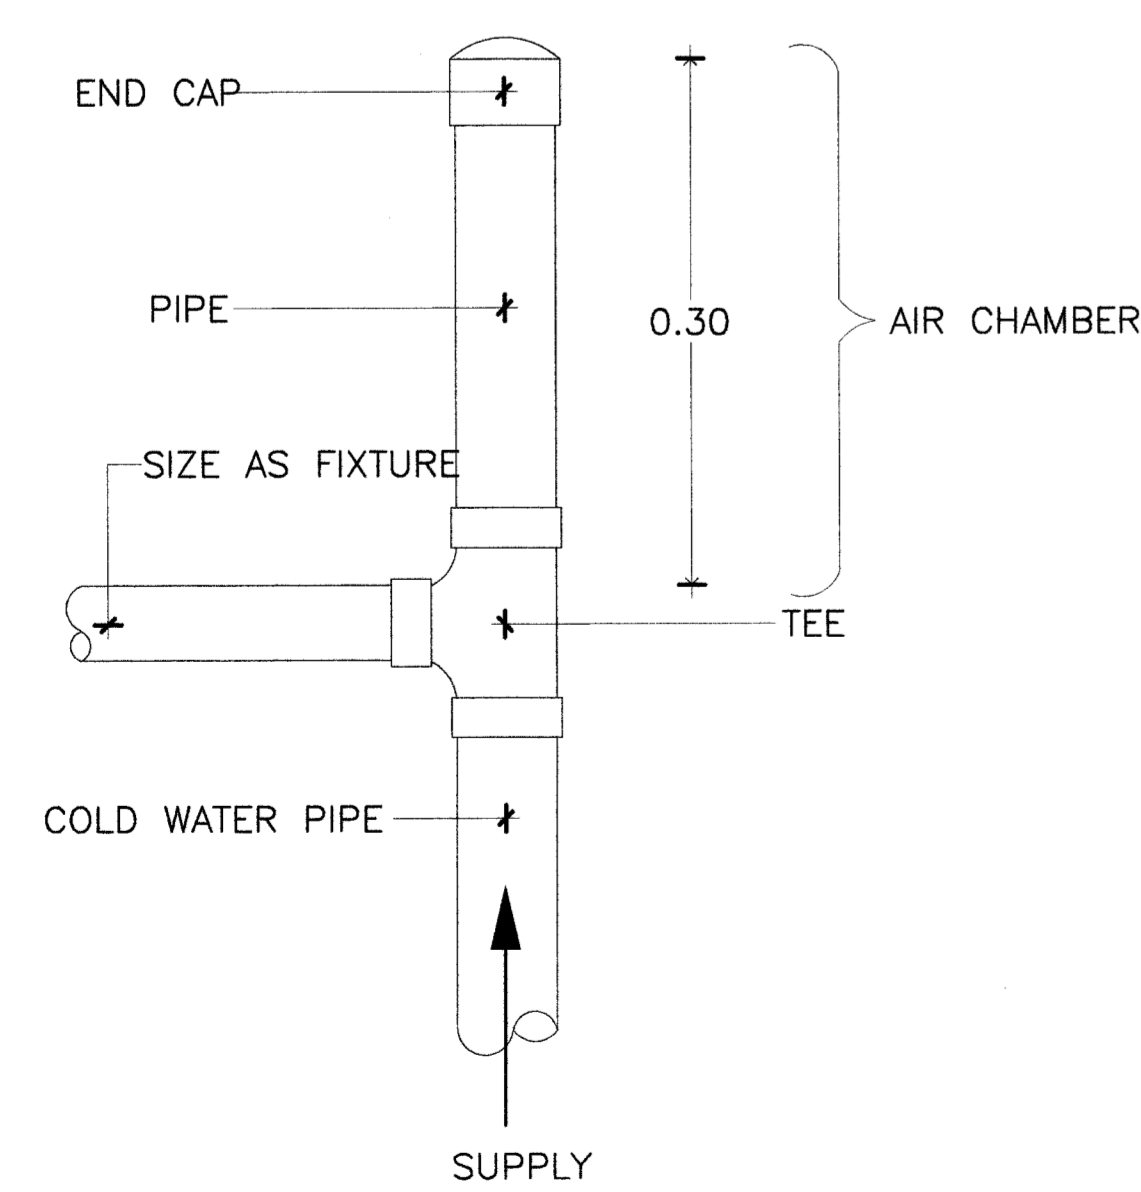 END CAP
PIPE
0.30
AIR CHAMBER
SIZE AS FIXTURE
TEE
COLD WATER PIPE
SUPPLY